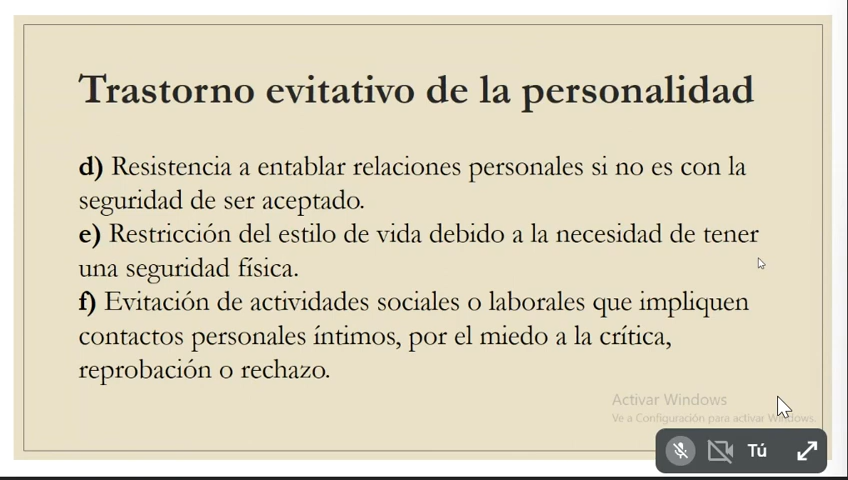 Trastorno evitativo de la personalidad
d) Resistencia a entablar relaciones personales si no es con la
seguridad de ser aceptado.
e) Restricción del estilo de vida debido a la necesidad de tener
una seguridad física.
f) Evitación de actividades sociales o laborales que impliquen
contactos personales íntimos, por el miedo a la crítica,
reprobación o rechazo.
Activar Windows
Ve a Configuración para activar Windows.
Tú